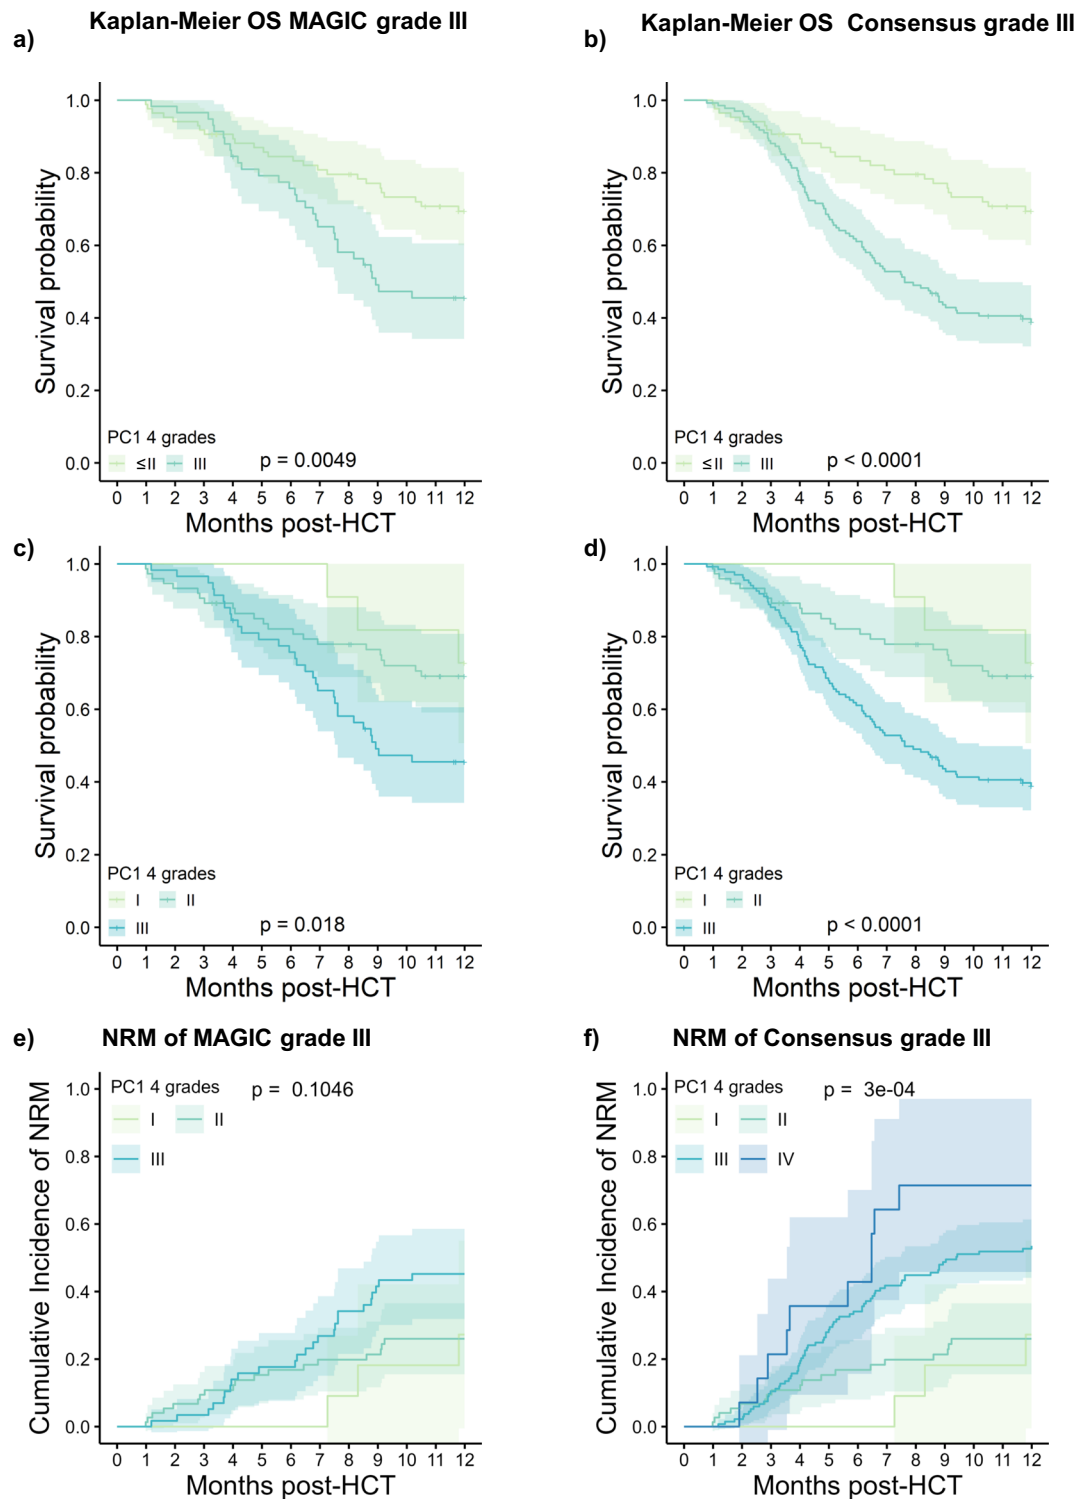 Kaplan-Meier OS MAGIC grade III
a)
Survival probability
1.0
0.8
0.6
0.4
0.2
0.0
PC1 4 grades
≤II III
p = 0.0049
0 1 2 3 4 5 6 7 8 9 10 11 12
Months post-HCT
Kaplan-Meier OS Consensus grade III
b)
Survival probability
1.0
0.8
0.6
0.4
0.2
0.0
PC1 4 grades
≤II III
p < 0.0001
0 1 2 3 4 5 6 7 8 9 10 11 12
Months post-HCT
c)
Survival probability
1.0
0.8
0.6
0.4
0.2
0.0
PC1 4 grades
I II
III
p = 0.018
0 1 2 3 4 5 6 7 8 9 10 11 12
Months post-HCT
d)
Survival probability
1.0
0.8
0.6
0.4
0.2
0.0
PC1 4 grades
I II
III
p < 0.0001
0 1 2 3 4 5 6 7 8 9 10 11 12
Months post-HCT
e)
NRM of MAGIC grade III
Cumulative Incidence of NRM
1.0
0.8
0.6
0.4
0.2
0.0
PC1 4 grades
I II
III
p = 0.1046
0 1 2 3 4 5 6 7 8 9 10 11 12
Months post-HCT
f)
NRM of Consensus grade III
Cumulative Incidence of NRM
1.0
0.8
0.6
0.4
0.2
0.0
PC1 4 grades
I II
III IV
p = 3e-04
0 1 2 3 4 5 6 7 8 9 10 11 12
Months post-HCT